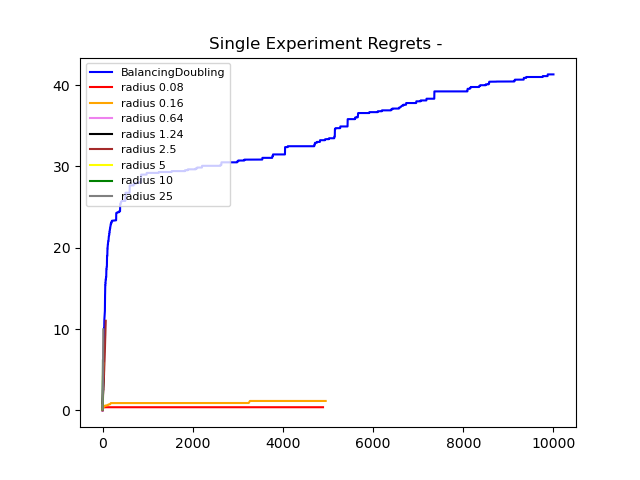 Single Experiment Regrets -
BalancingDoubling
radius 0.08
radius 0.16
radius 0.64
radius 1.24
radius 2.5
radius 5
radius 10
radius 25
40
30
20
10
0
0 2000 4000 6000 8000 10000